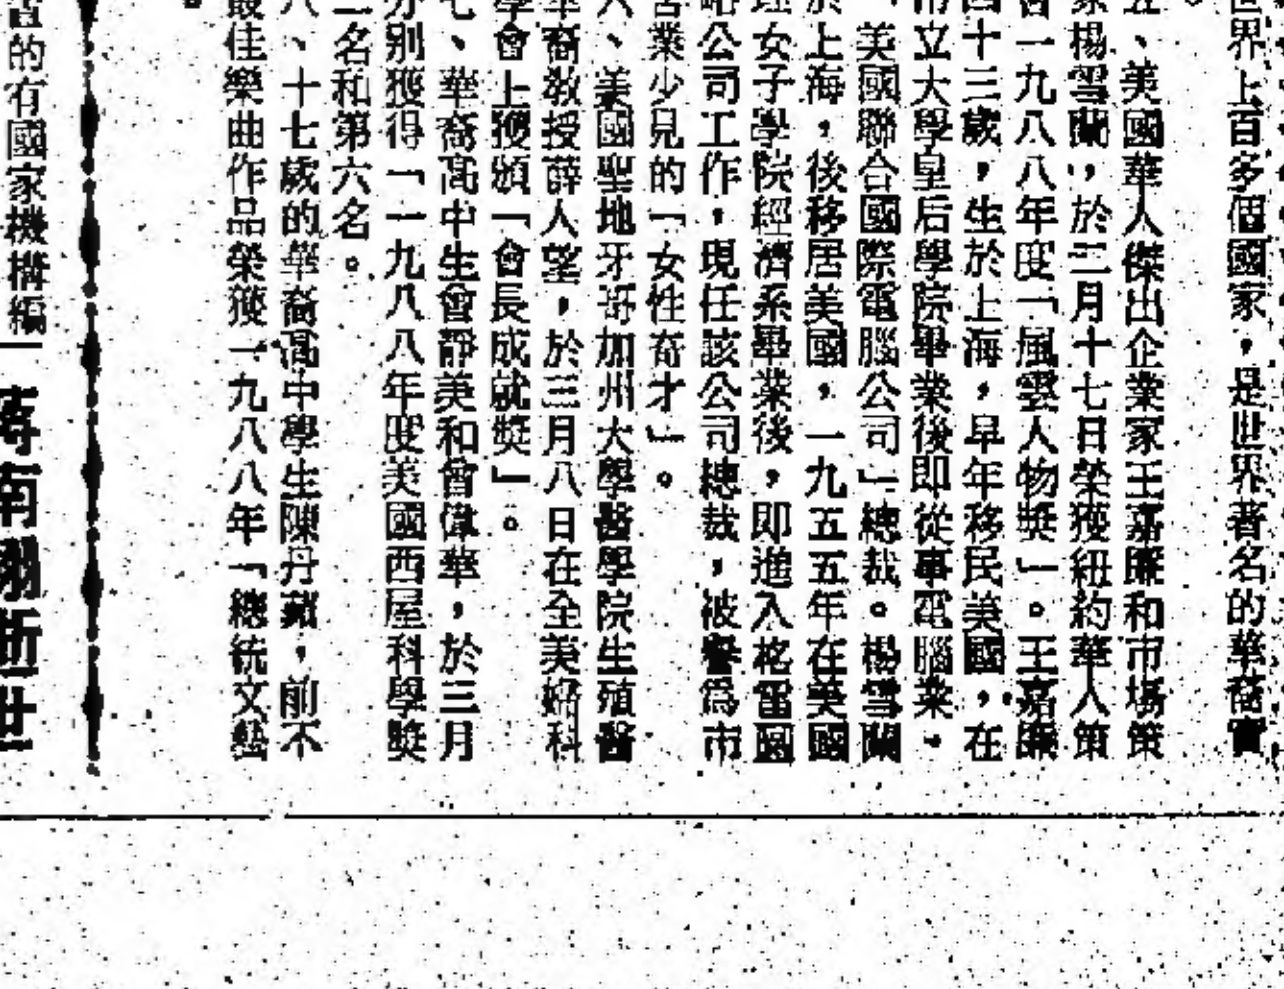 世界上百多個國家，是世界著名的華裔實
。
五、美國華人傑出企業家王嘉廉和市場策
家楊雪蘭，於三月十七日榮獲紐約華人策
會一九八八年度「風雲人物獎」。王嘉廉
四十三歲，生於上海，早年移民美國，在
市立大學皇后學院畢業後即從事電腦業，
美國聯合國際電腦公司」總裁。楊雪蘭
於上海，後移居美國，一九五五年在美國
女子學院經濟系畢業後，即進入格雷
略公司工作，現任該公司總裁，被譽為市
營業少見的「女性奇才」。
六、美國聖地牙哥加州大學醫學院生殖醫
華裔教授薛人望，於三月八日在全美婦科
學會上獲頒「會長成就獎」。
七、華裔高中生曾靜美和曾偉華，於三月
分別獲得「一九八八年度美國西屋科學獎
二名和第六名。
八、十七歲的華裔高中學生陳丹，前不
最佳樂曲作品榮獲一九八八年「總統文藝
。
的有國家機構編
蔣南翔逝世